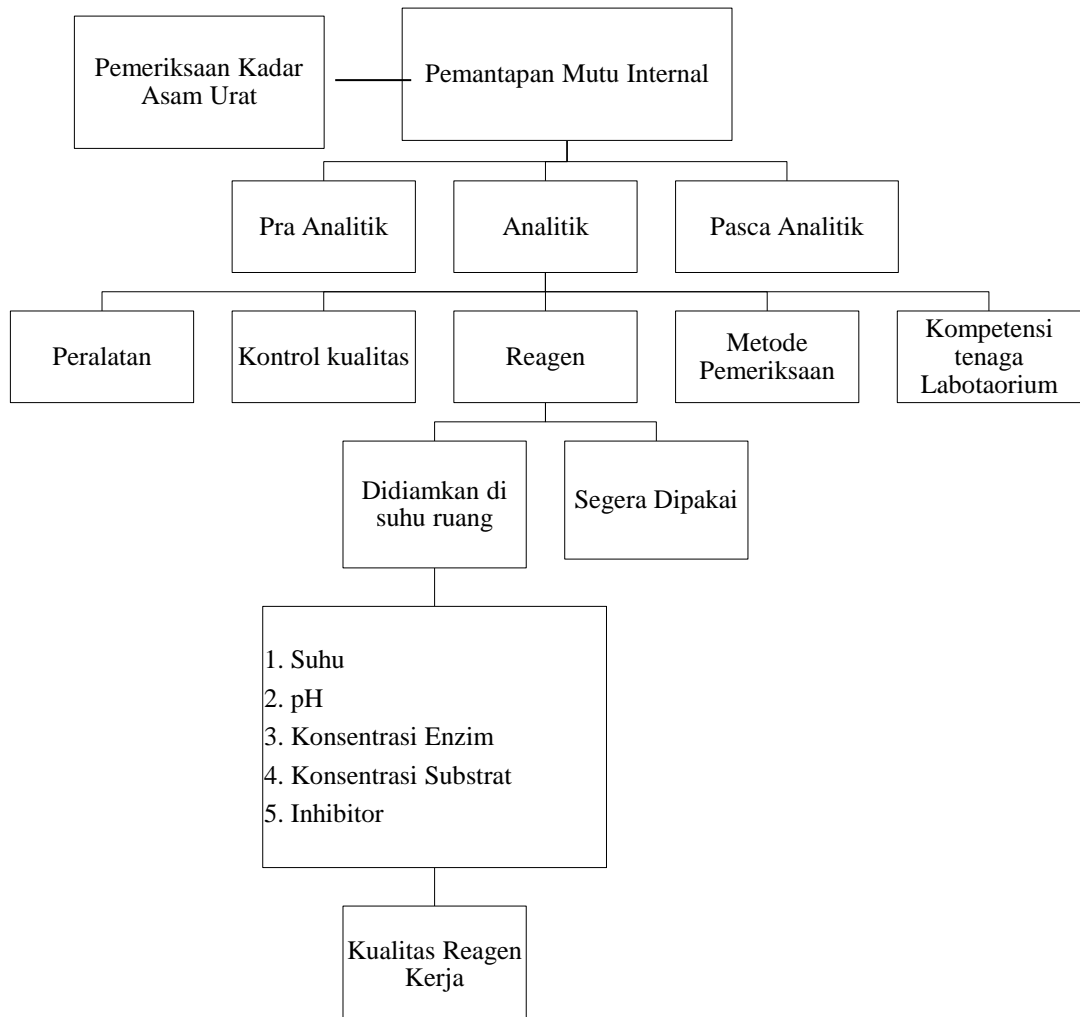 Pemeriksaan Kadar
Asam Urat
Pemantapan Mutu Internal
Pra Analitik
Analitik
Pasca Analitik
Peralatan
Kontrol kualitas
Reagen
Metode
Pemeriksaan
Kompetensi
tenaga
Labotaorium
Didiamkan di
suhu ruang
Segera Dipakai
1. Suhu
2. pH
3. Konsentrasi Enzim
4. Konsentrasi Substrat
5. Inhibitor
Kualitas Reagen
Kerja